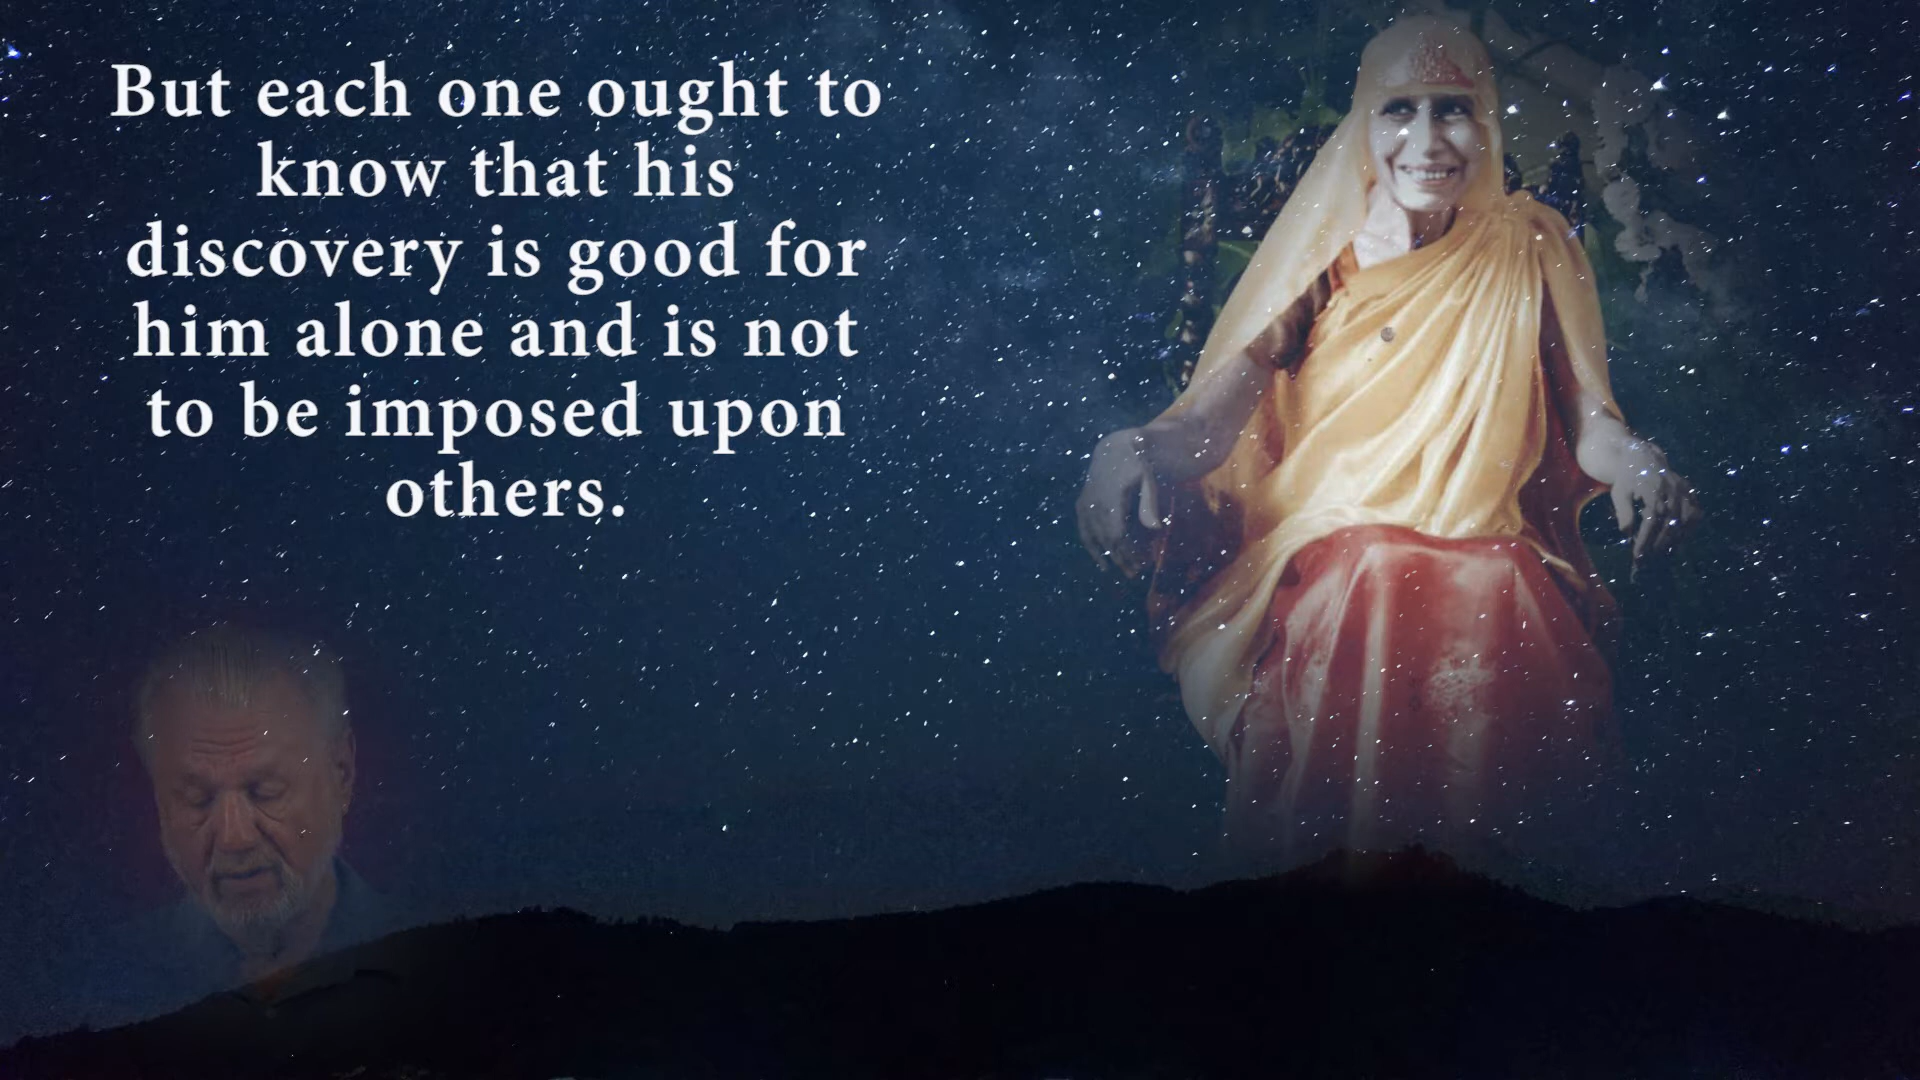 But each one ought to
know that his
discovery is good for
him alone and is not
to be imposed upon
others.